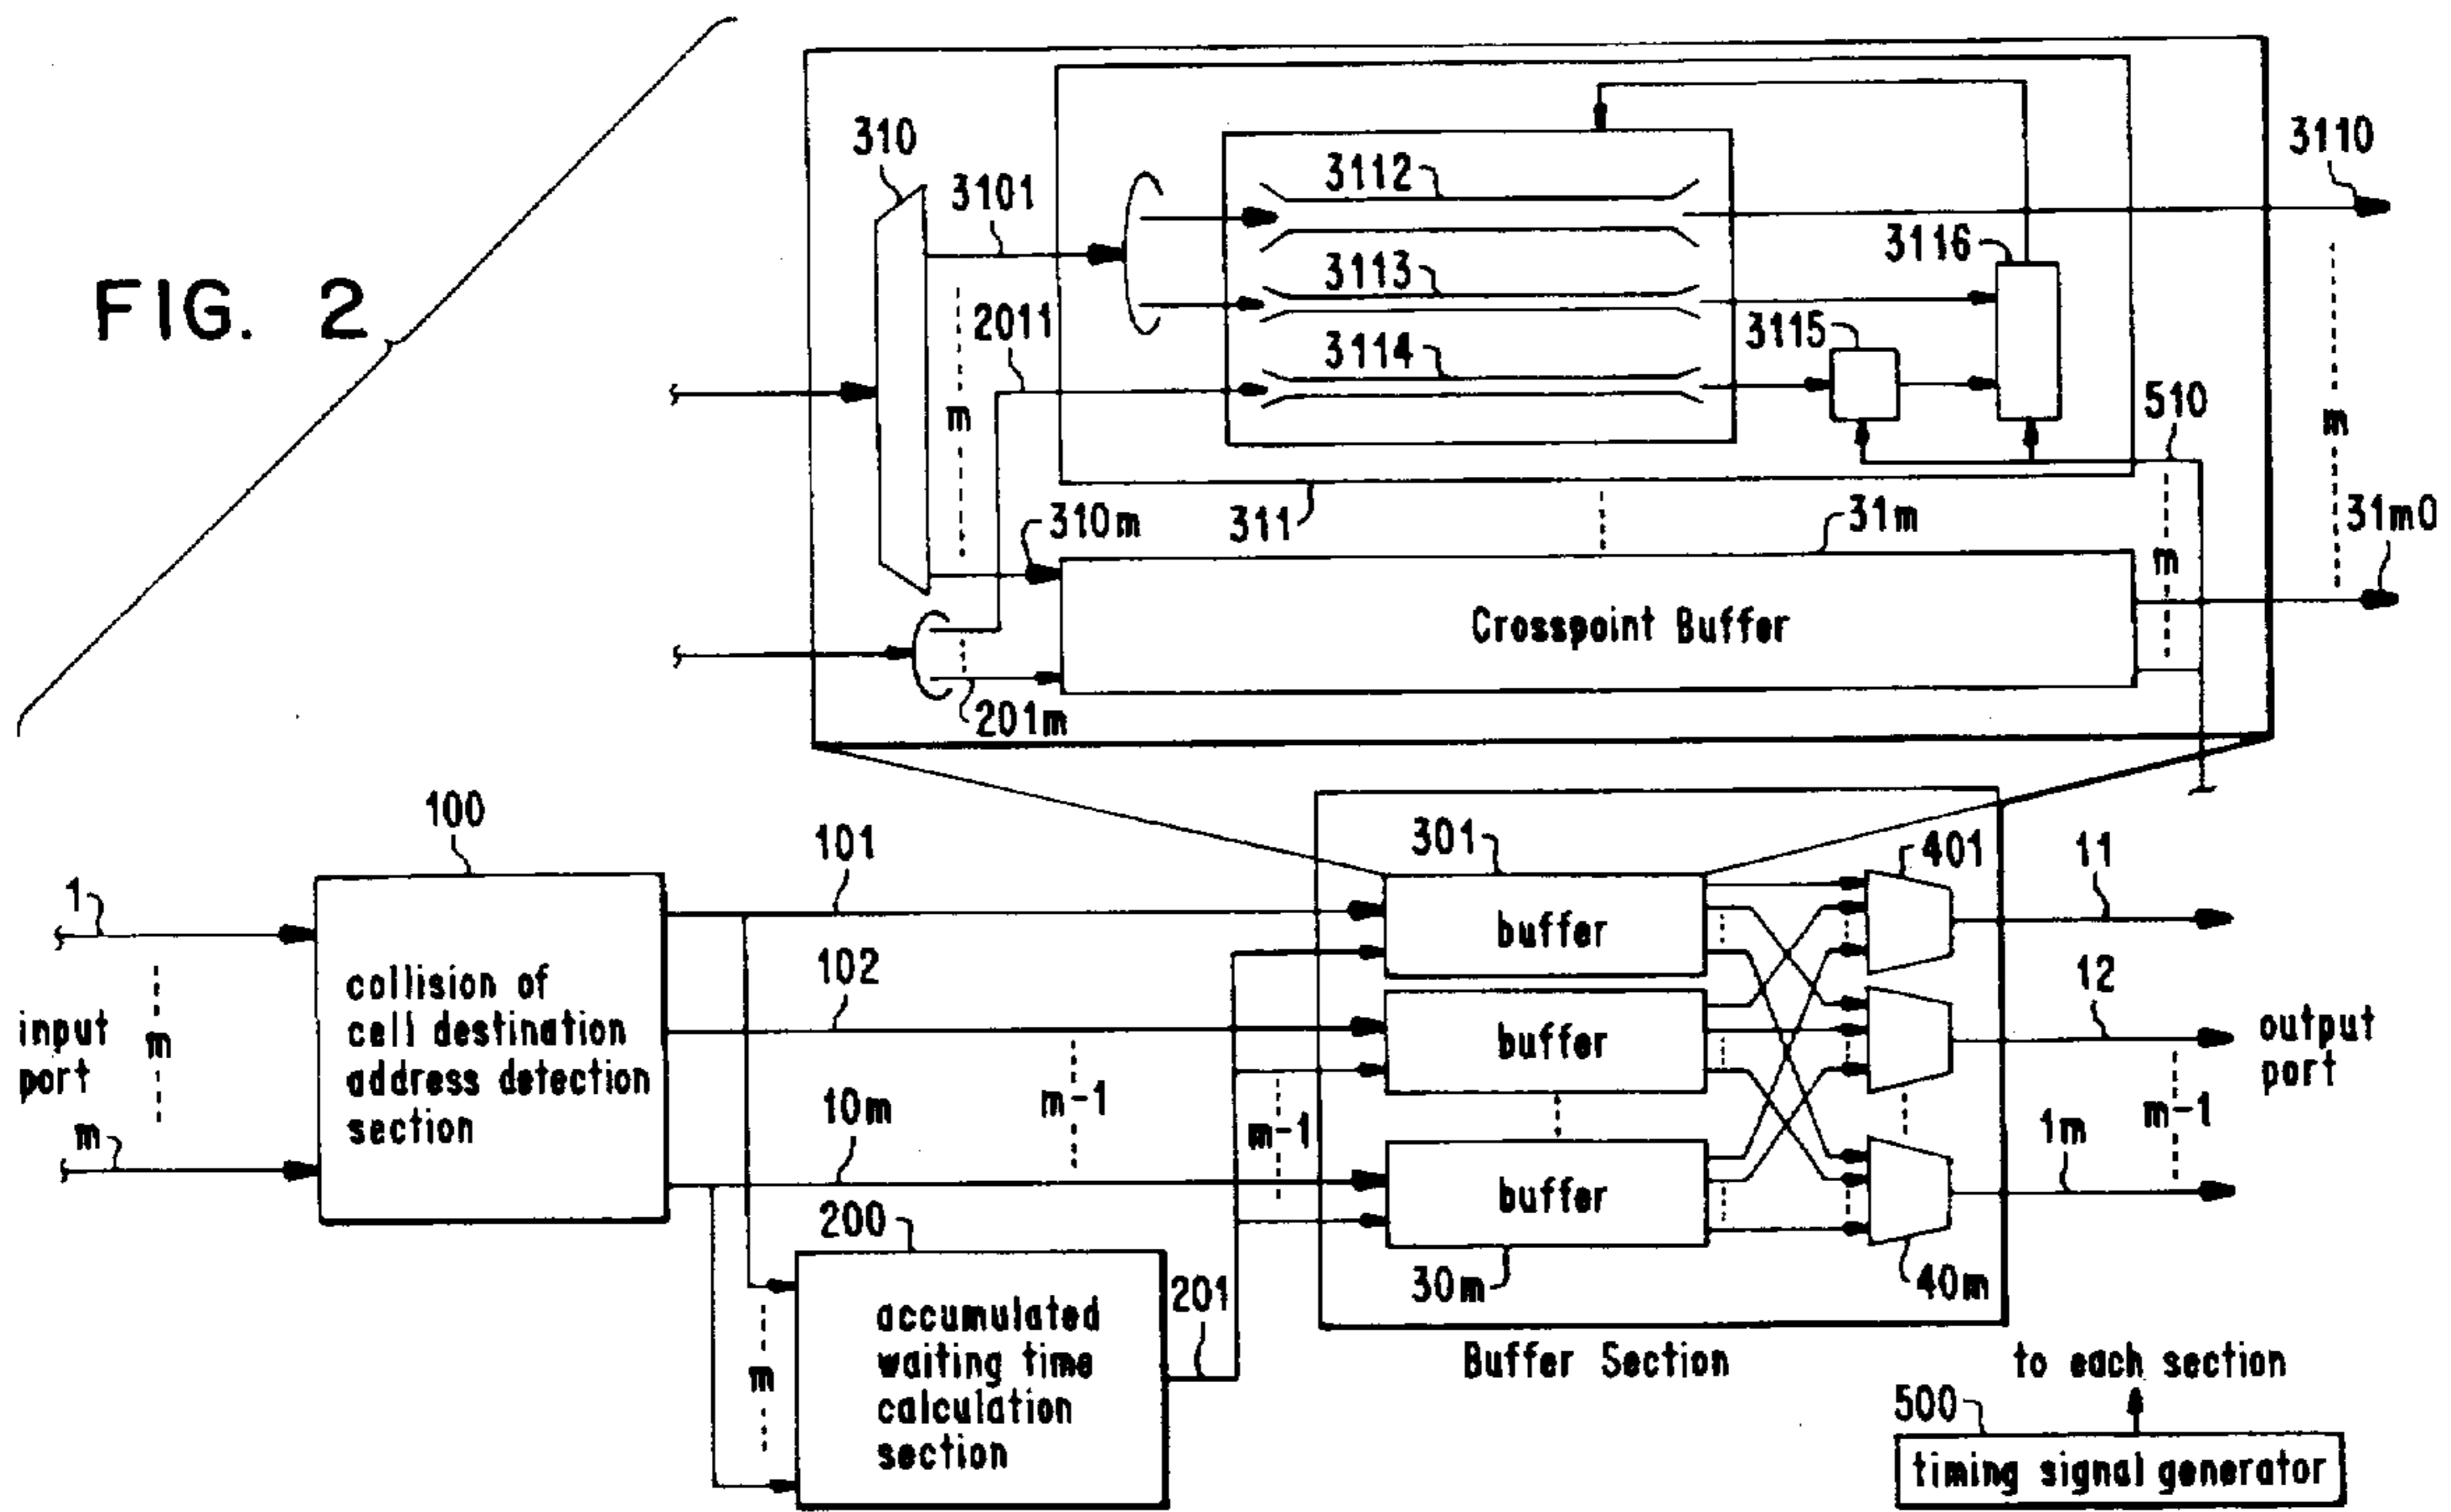 FIG. 2
310
3101
2011
m
3112
3113
3114
3115
3116
3110
510
m
m
311
310m
31m
31m0
Crosspoint Buffer
201m
100
101
102
10m
1
m
m
input
port
collision of
cell destination
address detection
section
m-1
m-1
301
buffer
buffer
buffer
30m
401
40m
11
12
1m
m-1
output
port
200
201
m
accumulated
waiting time
calculation
section
Buffer Section
to each section
500
timing signal generator